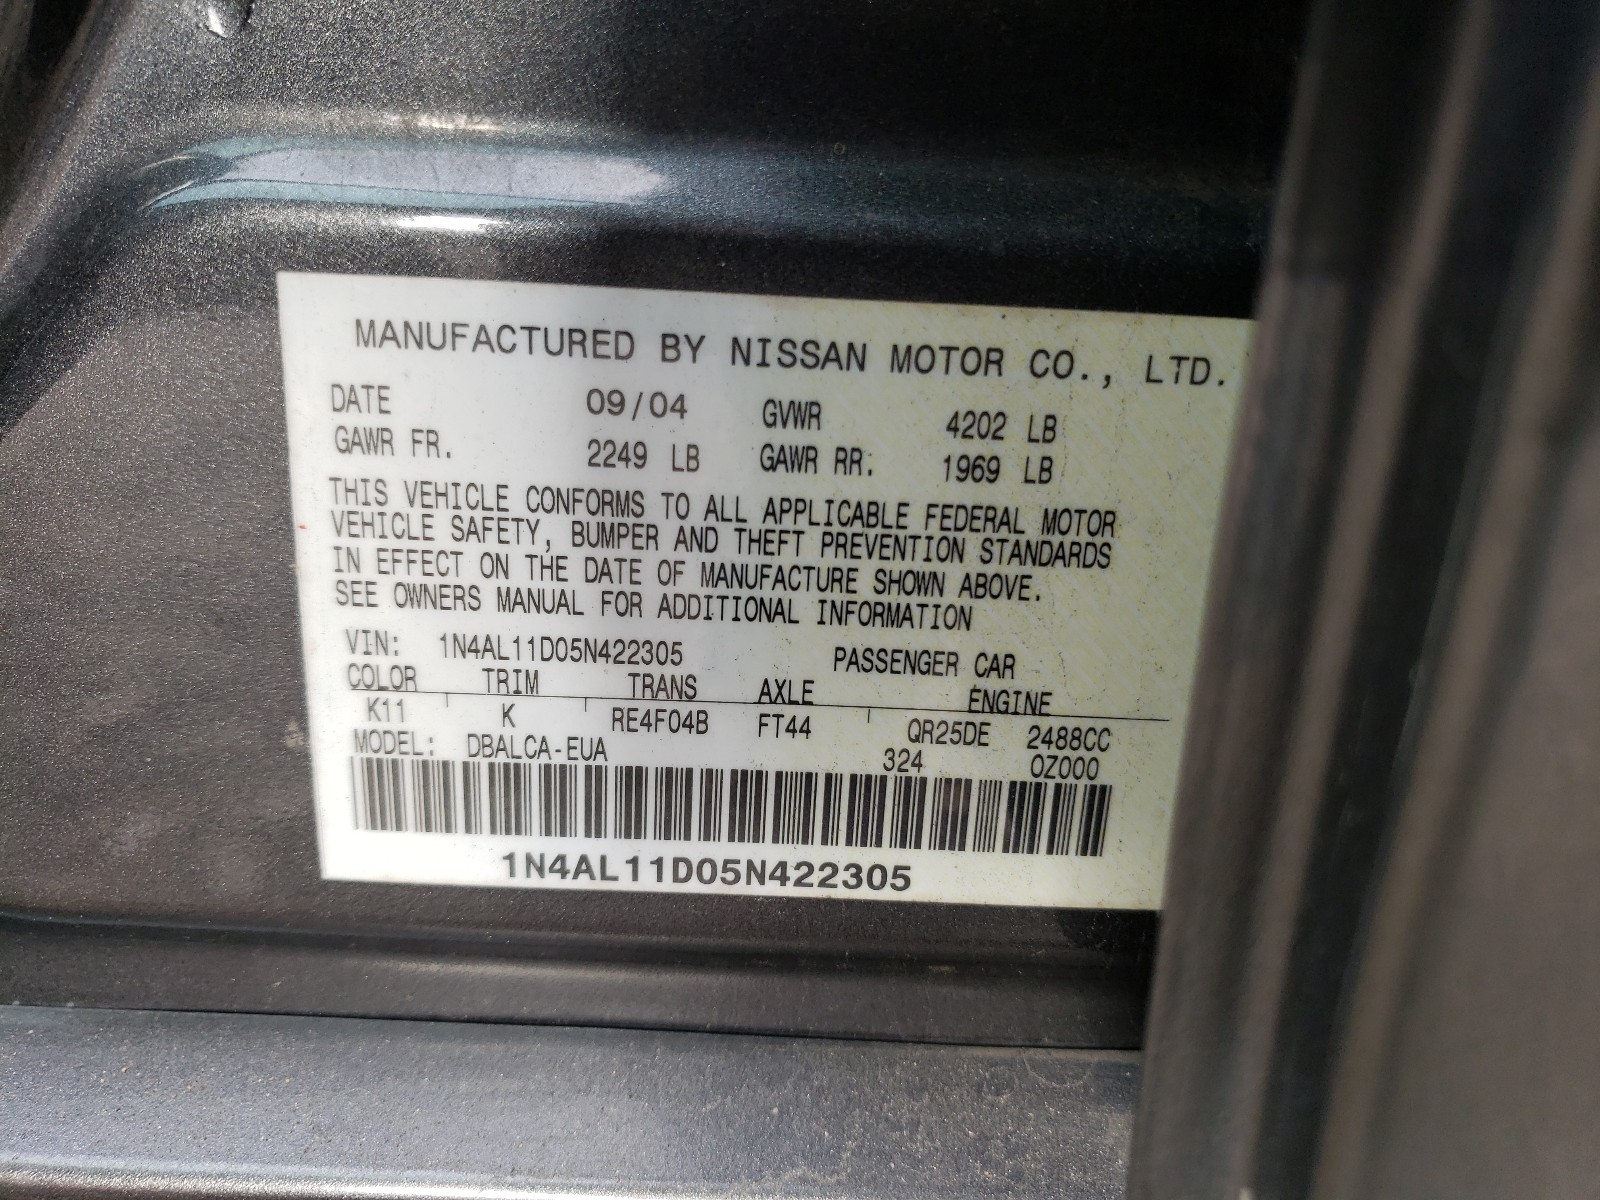 MANUFACTURED BY NISSAN MOTOR CO., LTD.
DATE 09/04 GVWR 4202 LB
GAWR FR. 2249 LB GAWR RR. 1969 LB
THIS VEHICLE CONFORMS TO ALL APPLICABLE FEDERAL MOTOR
VEHICLE SAFETY, BUMPER AND THEFT PREVENTION STANDARDS
IN EFFECT ON THE DATE OF MANUFACTURE SHOWN ABOVE.
SEE OWNERS MANUAL FOR ADDITIONAL INFORMATION
VIN: 1N4AL11D05N422305 PASSENGER CAR
COLOR TRIM TRANS AXLE ENGINE
K11 K RE4F04B FT44 QR25DE 2488CC
MODEL: DBALCA-EUA 324 0Z000
1N4AL11D05N422305